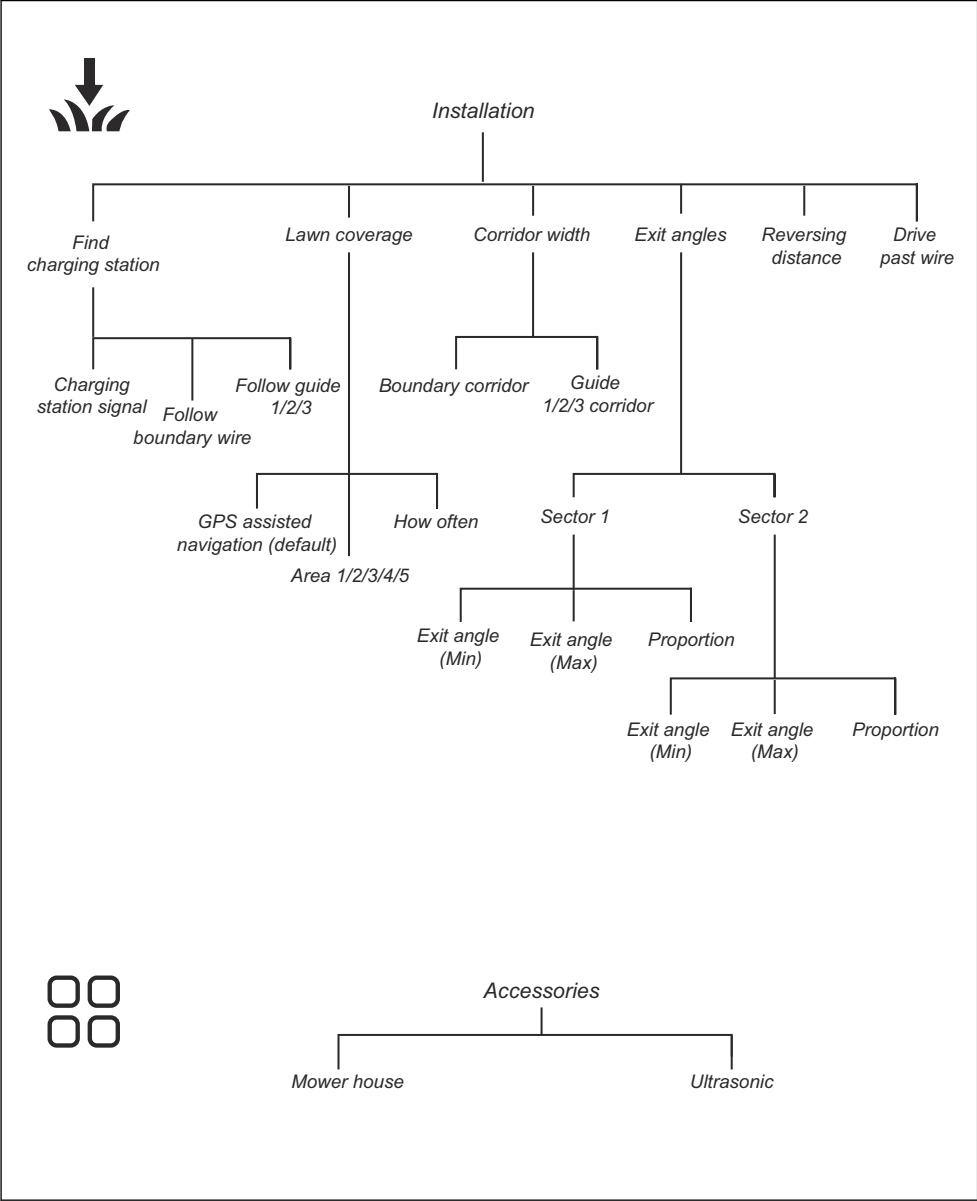 Installation
Find
charging station
Lawn coverage
Corridor width
Exit angles
Reversing
distance
Drive
past wire
Charging
station signal
Follow
boundary wire
Follow guide
1/2/3
Boundary corridor
Guide
1/2/3 corridor
GPS assisted
navigation (default)
Area 1/2/3/4/5
How often
Sector 1
Sector 2
Exit angle
(Min)
Exit angle
(Max)
Proportion
Exit angle
(Min)
Exit angle
(Max)
Proportion
Accessories
Mower house
Ultrasonic